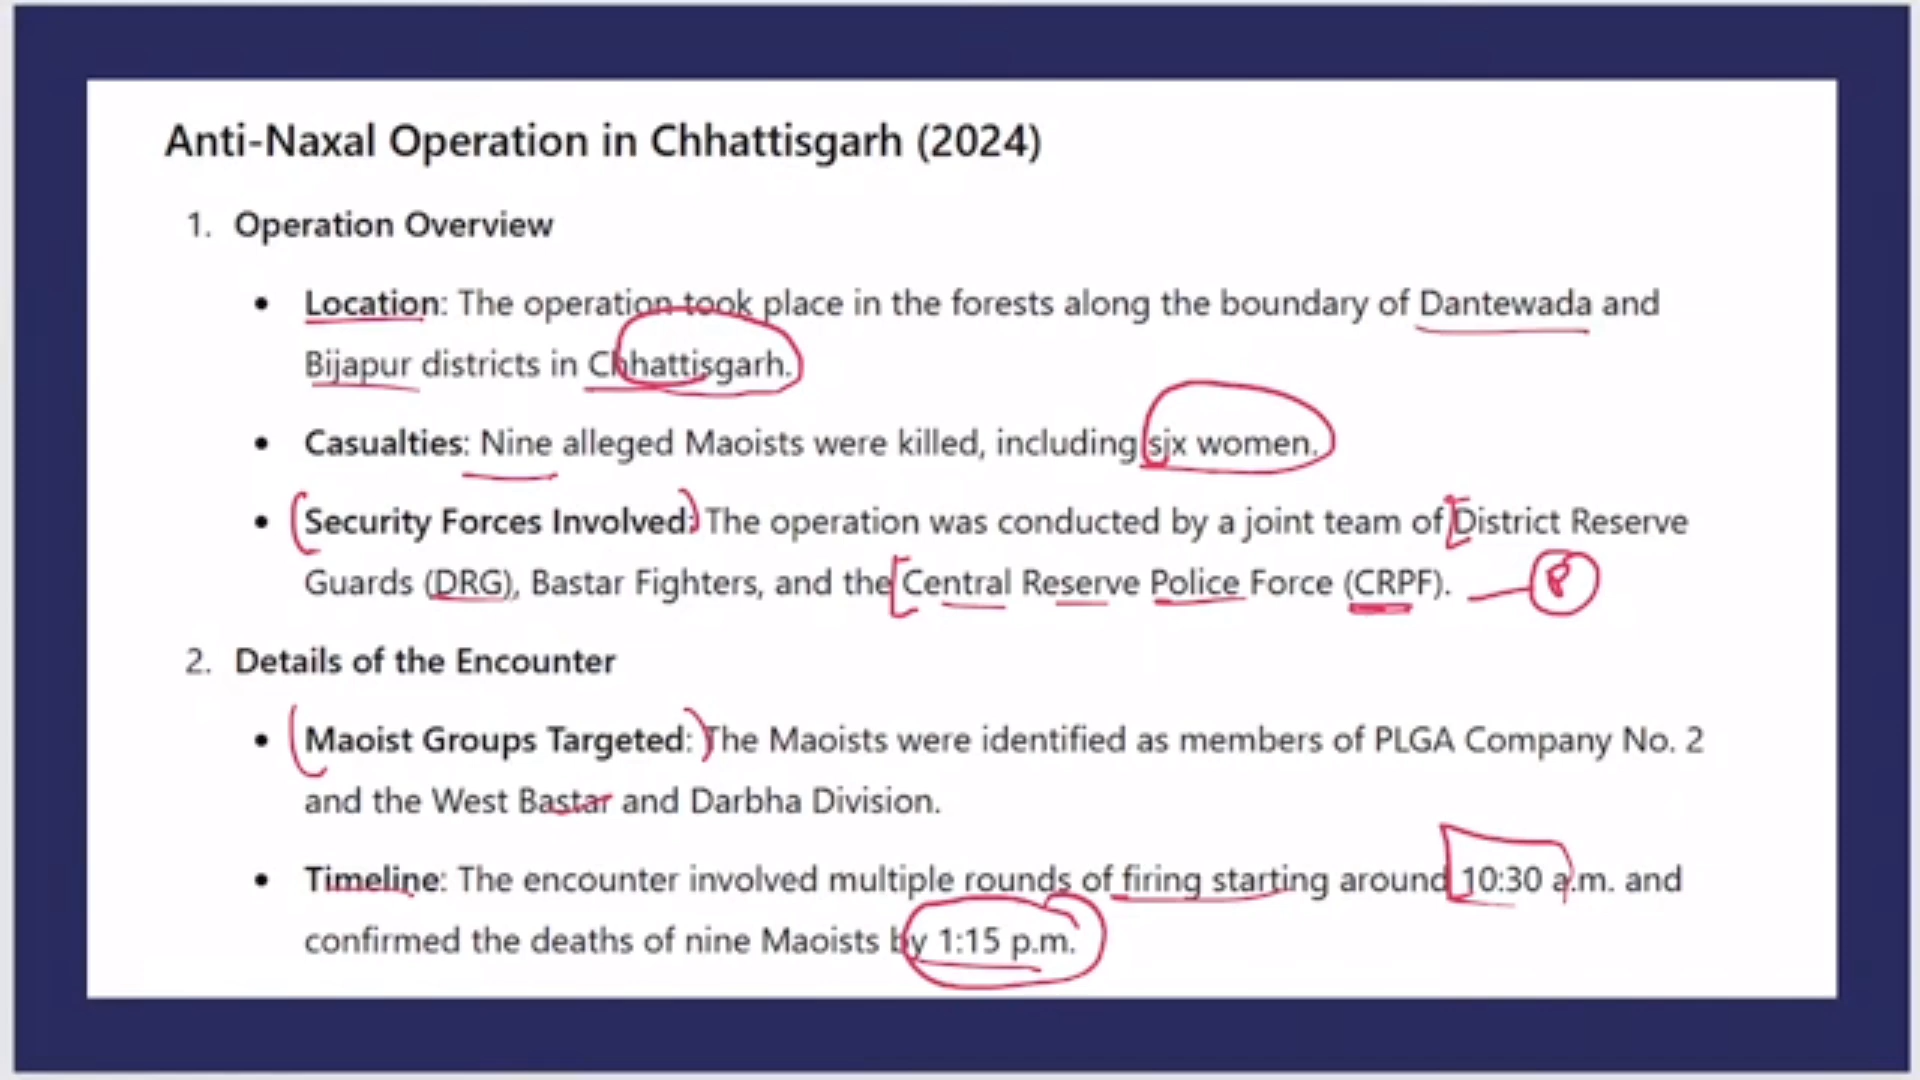 Anti-Naxal Operation in Chhattisgarh (2024)
1. Operation Overview
• Location: The operation took place in the forests along the boundary of Dantewada and
Bijapur districts in Chhattisgarh.
• Casualties: Nine alleged Maoists were killed, including six women.
• Security Forces Involved: The operation was conducted by a joint team of District Reserve
Guards (DRG), Bastar Fighters, and the Central Reserve Police Force (CRPF).
2. Details of the Encounter
• Maoist Groups Targeted: The Maoists were identified as members of PLGA Company No. 2
and the West Bastar and Darbha Division.
• Timeline: The encounter involved multiple rounds of firing starting around 10:30 a.m. and
confirmed the deaths of nine Maoists by 1:15 p.m.